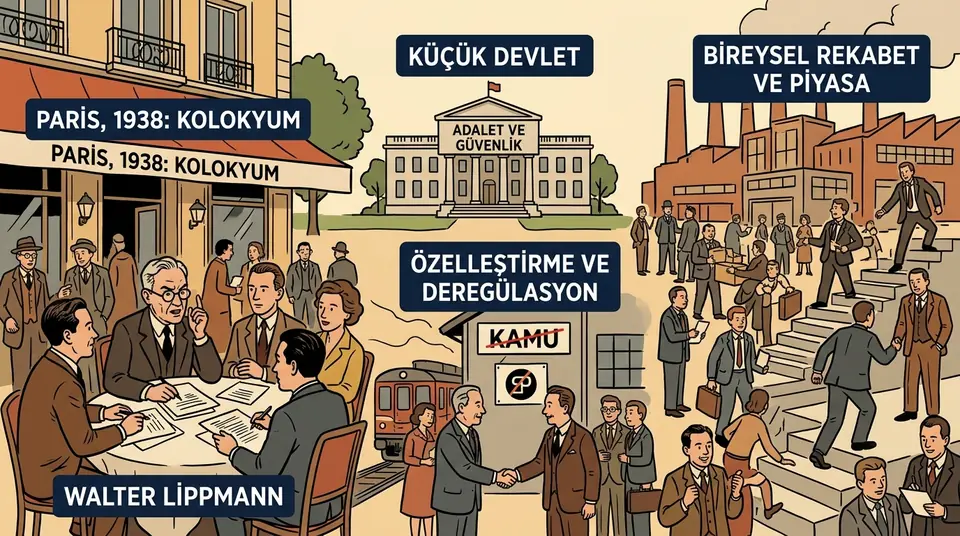 PARİS, 1938: KOLOKYUM
PARİS, 1938: KOLOKYUM
WALTER LİPPMANN
KÜÇÜK DEVLET
ADALET VE
GÜVENLİK
ÖZELLEŞTİRME VE
DEREGÜLASYON
KAMU
BİREYSEL REKABET
VE PİYASA